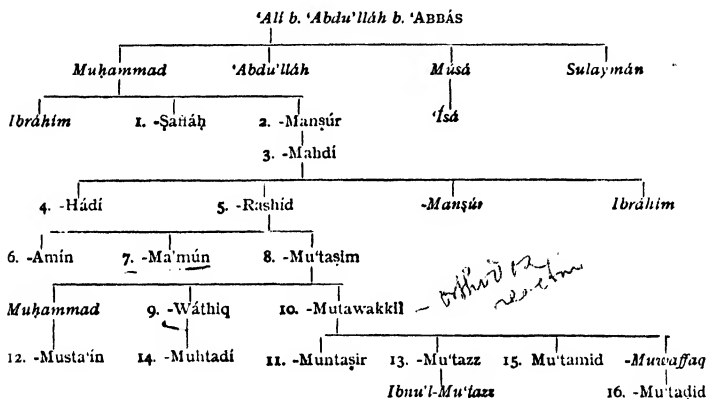 ‘Alí b. ‘Abdu’lláh b. ‘ABBÁS
Muḥammad ‘Abdu’lláh Músá Sulaymán
Ibráhím 1. -Ṣaffáḥ 2. -Manṣúr ‘Ísá
3. -Mahdí
4. -Hádí 5. -Rashíd -Manṣúr Ibráhím
6. -Amín 7. -Ma’mún 8. -Mu‘taṣim
Muḥammad 9. -Wáthiq 10. -Mutawakkil – orthodox
12. -Musta‘ín 14. -Muhtadí 11. -Muntaṣir 13. -Mu‘tazz 15. Mu‘tamid -Muwaffaq
Ibnu’l-Mu‘tazz 16. -Mu‘taḍid